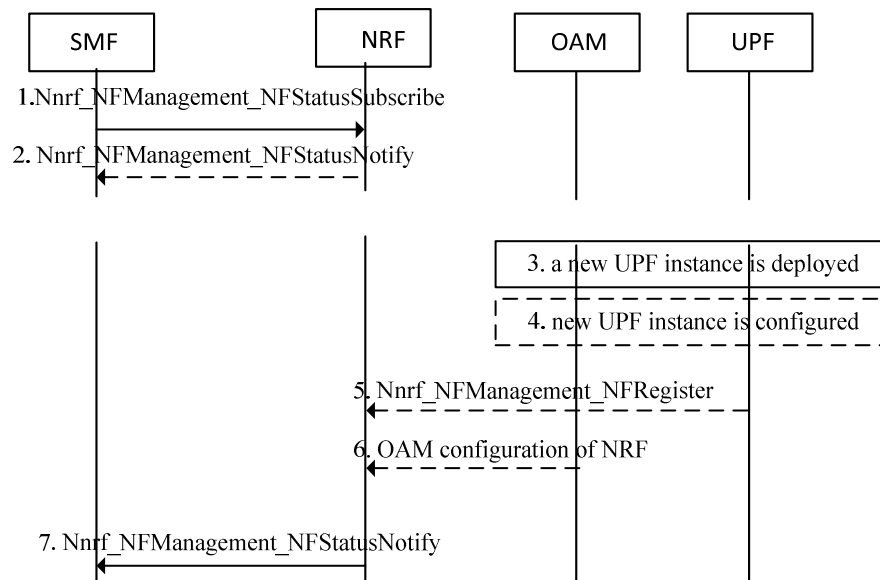 SMF
NRF
OAM
UPF
1.Nnrf_NFManagement_NFStatusSubscribe
2. Nnrf_NFManagement_NFStatusNotify
3. a new UPF instance is deployed
4. new UPF instance is configured
5. Nnrf_NFManagement_NFRegister
6. OAM configuration of NRF
7. Nnrf_NFManagement_NFStatusNotify